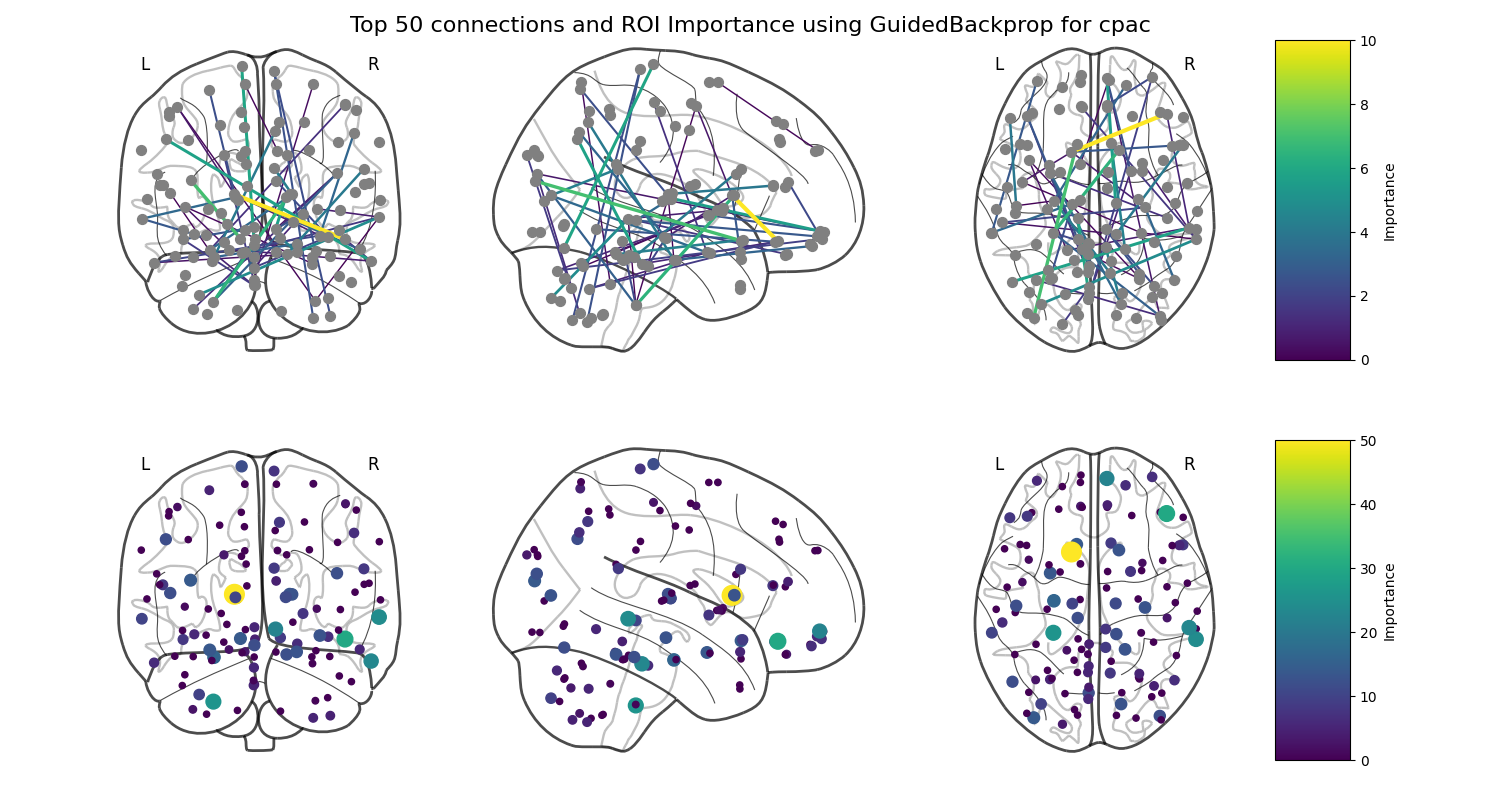 Top 50 connections and ROI Importance using GuidedBackprop for cpac
L
R
L
R
10
8
6
4
2
0
Importance
L
R
L
R
50
40
30
20
10
0
Importance